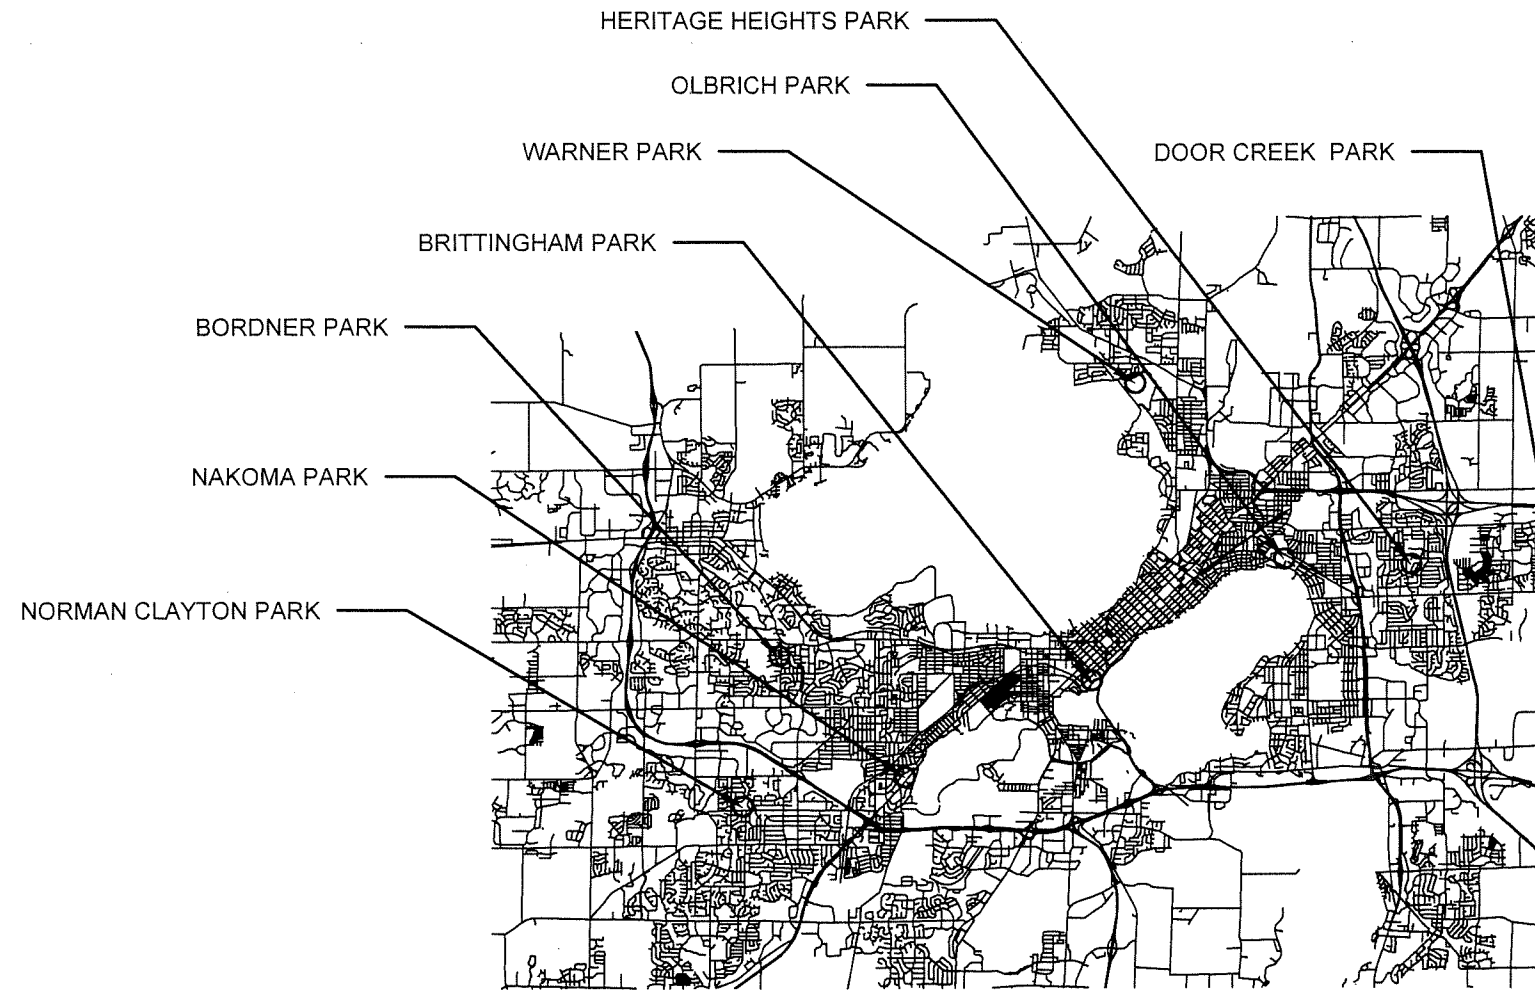 HERITAGE HEIGHTS PARK
OLBRICH PARK
WARNER PARK
DOOR CREEK PARK
BRITTINGHAM PARK
BORDNER PARK
NAKOMA PARK
NORMAN CLAYTON PARK